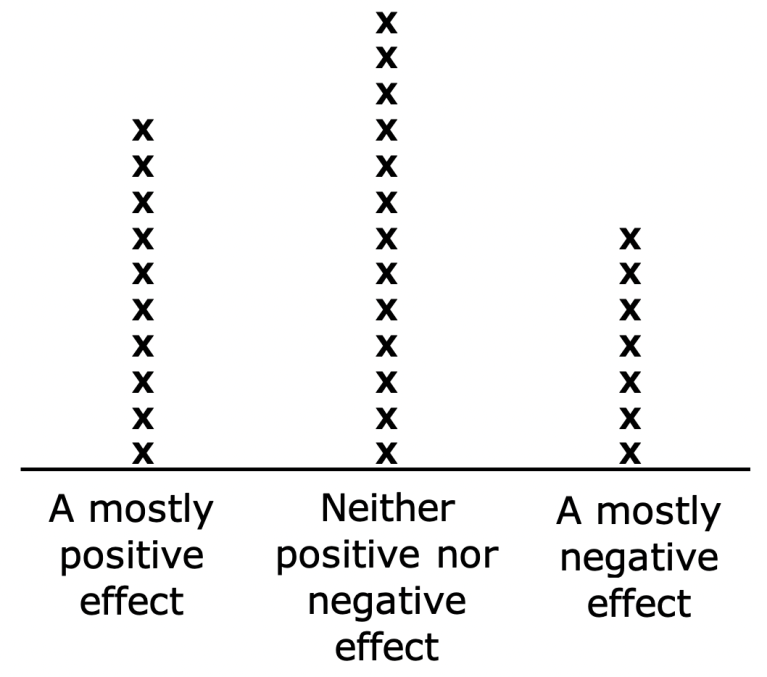 x
x
x
x x
x x
x x
x x x
x x x
x x x
x x x
x x x
x x x
x x x
A mostly positive effect
Neither positive nor negative effect
A mostly negative effect